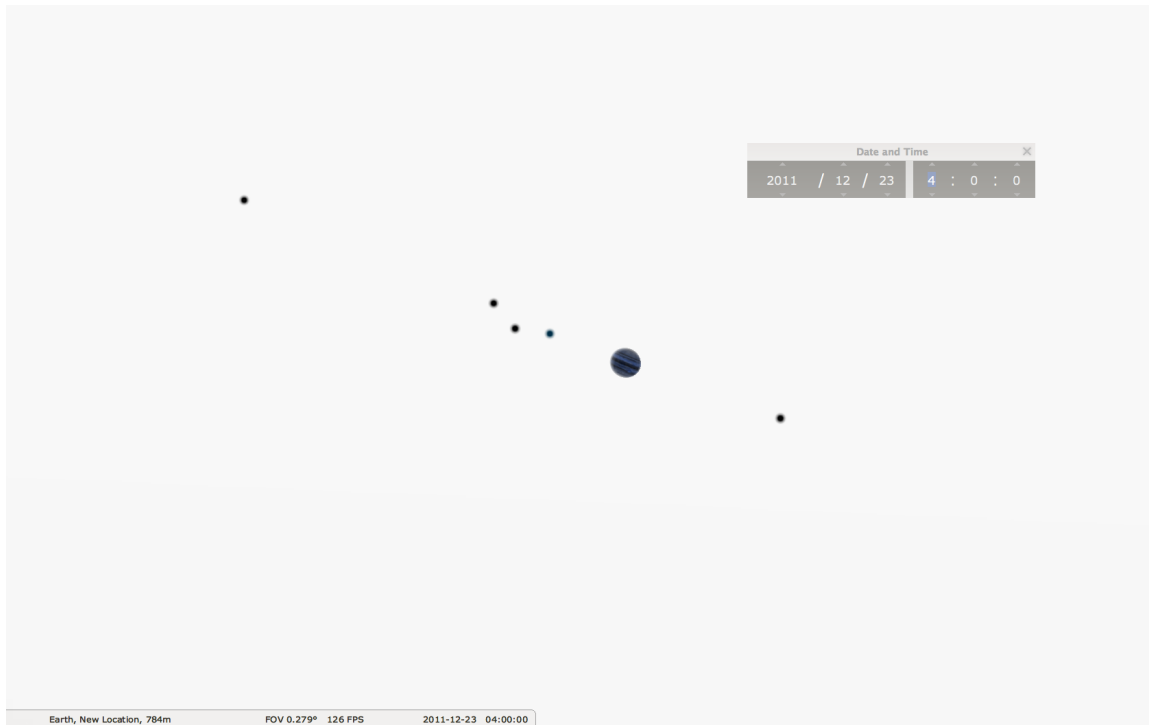 Date and Time
2011 / 12 / 23 4 : 0 : 0
Earth, New Location, 784m FOV 0.279° 126 FPS 2011-12-23 04:00:00